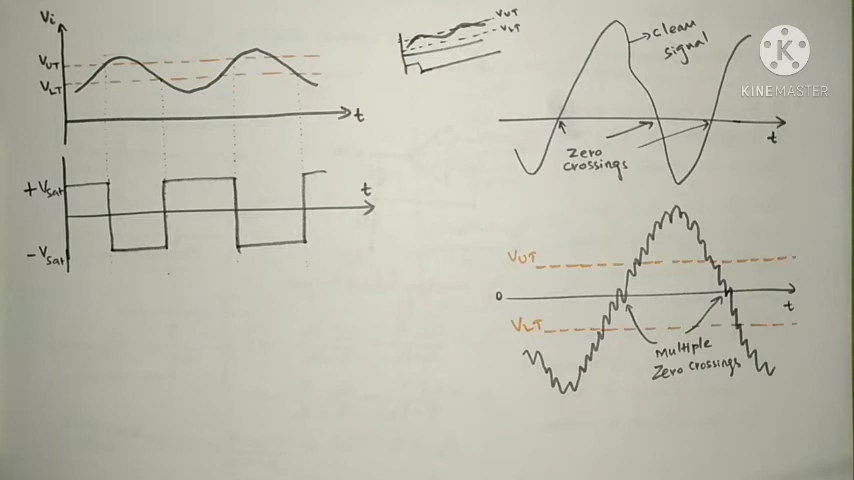 Vi
VUT
VLT
t
+Vsat
-Vsat
t
VUT
VLT
clean
signal
Zero
crossings
t
K
KINEMASTER
VUT
0
VLT
t
Multiple
Zero crossings